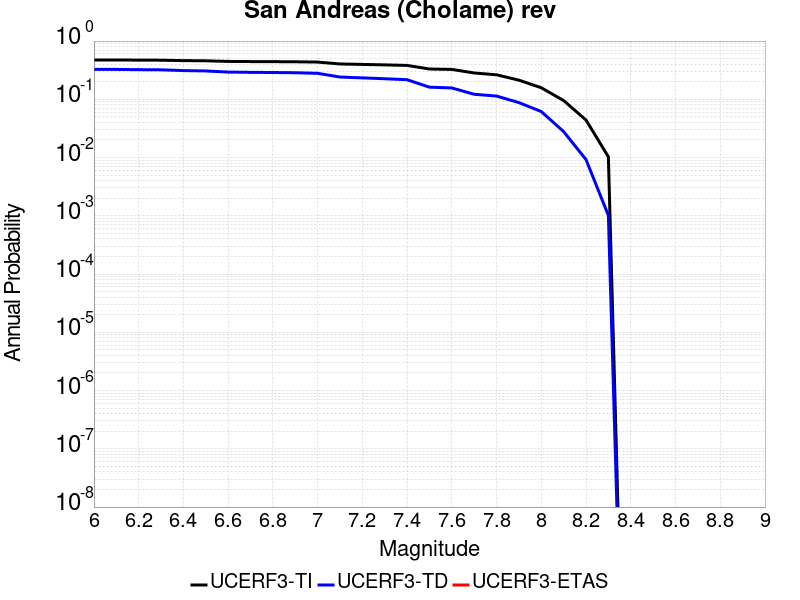 San Andreas (Cholame) rev
10^0
10^-1
10^-2
10^-3
10^-4
10^-5
10^-6
10^-7
10^-8
Annual Probability
6 6.2 6.4 6.6 6.8 7 7.2 7.4 7.6 7.8 8 8.2 8.4 8.6 8.8 9
Magnitude
UCERF3-TI UCERF3-TD UCERF3-ETAS